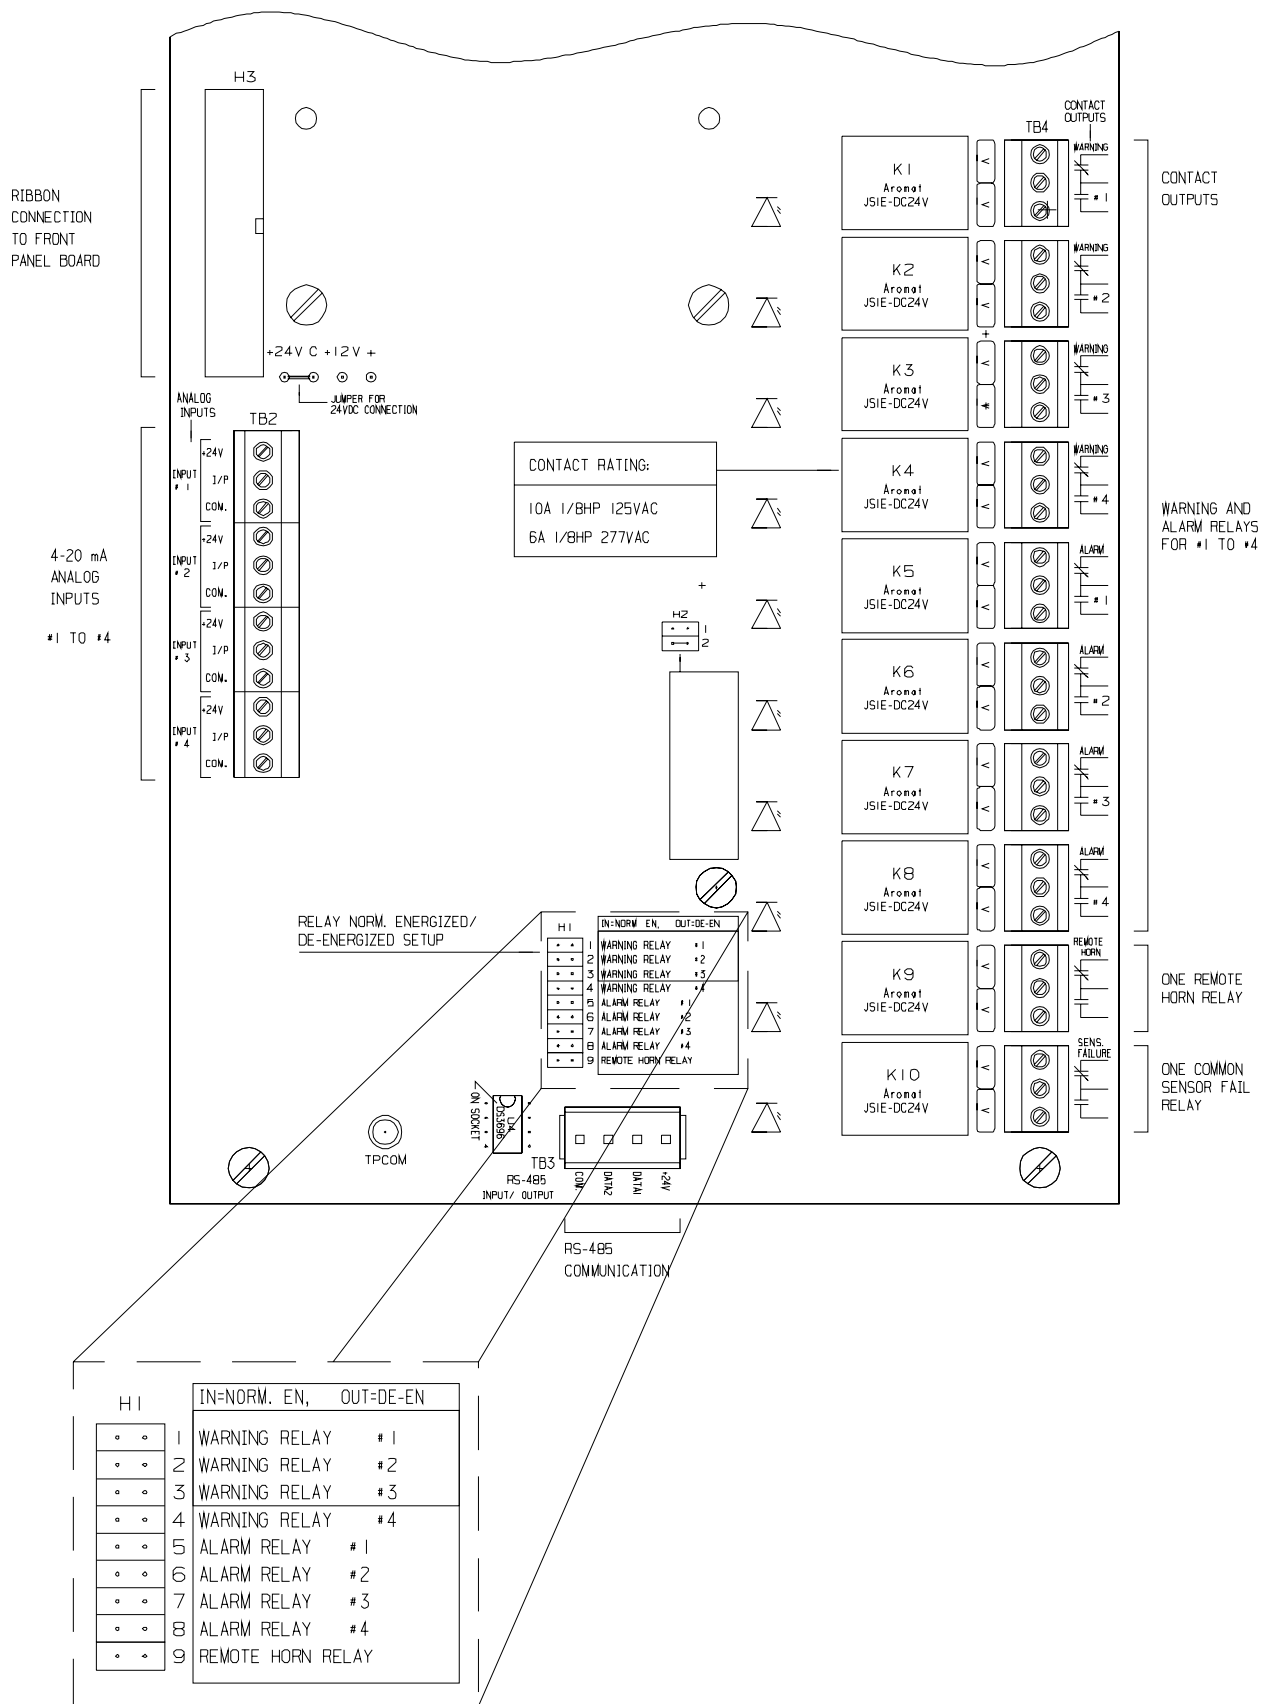 H3
RIBBON
CONNECTION
TO FRONT
PANEL BOARD
+24V C +12V +
JUMPER FOR
24VDC CONNECTION
ANALOG
INPUTS
TB2
4-20 mA
ANALOG
INPUTS
#1 TO #4
INPUT
# 1
+24V
I/P
COM.
INPUT
# 2
+24V
I/P
COM.
INPUT
# 3
+24V
I/P
COM.
INPUT
# 4
+24V
I/P
COM.
CONTACT RATING:
10A 1/8HP 125VAC
6A 1/8HP 277VAC
H2
1
2
K1
Aromat
JS1E-DC24V
K2
Aromat
JS1E-DC24V
K3
Aromat
JS1E-DC24V
K4
Aromat
JS1E-DC24V
K5
Aromat
JS1E-DC24V
K6
Aromat
JS1E-DC24V
K7
Aromat
JS1E-DC24V
K8
Aromat
JS1E-DC24V
K9
Aromat
JS1E-DC24V
K10
Aromat
JS1E-DC24V
TB4
CONTACT
OUTPUTS
WARNING
#1
WARNING
#2
WARNING
#3
WARNING
#4
ALARM
#1
ALARM
#2
ALARM
#3
ALARM
#4
REMOTE
HORN
SENS.
FAILURE
CONTACT
OUTPUTS
WARNING AND
ALARM RELAYS
FOR #1 TO #4
ONE REMOTE
HORN RELAY
ONE COMMON
SENSOR FAIL
RELAY
RELAY NORM. ENERGIZED/
DE-ENERGIZED SETUP
H1
IN=NORM EN, OUT=DE-EN
1 WARNING RELAY #1
2 WARNING RELAY #2
3 WARNING RELAY #3
4 WARNING RELAY #4
5 ALARM RELAY #1
6 ALARM RELAY #2
7 ALARM RELAY #3
8 ALARM RELAY #4
9 REMOTE HORN RELAY
ON SOCKET
DS3696
U4
TPCOM
TB3
RS-485
INPUT/ OUTPUT
COM.
DATA2
DATA1
+24V
RS-485
COMMUNICATION
H1
IN=NORM. EN, OUT=DE-EN
1 WARNING RELAY #1
2 WARNING RELAY #2
3 WARNING RELAY #3
4 WARNING RELAY #4
5 ALARM RELAY #1
6 ALARM RELAY #2
7 ALARM RELAY #3
8 ALARM RELAY #4
9 REMOTE HORN RELAY